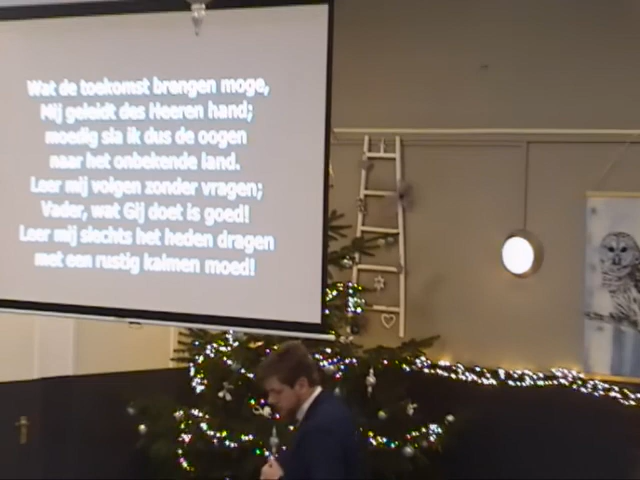 Wat de toekomst brengen moge,
Mij geleidt des Heeren hand;
moedig sla ik dus de oogen
naar het onbekende land.
Leer mij volgen zonder vragen;
Vader, wat Gij doet is goed!
Leer mij slechts het heden dragen
met een rustig kalmen moed!